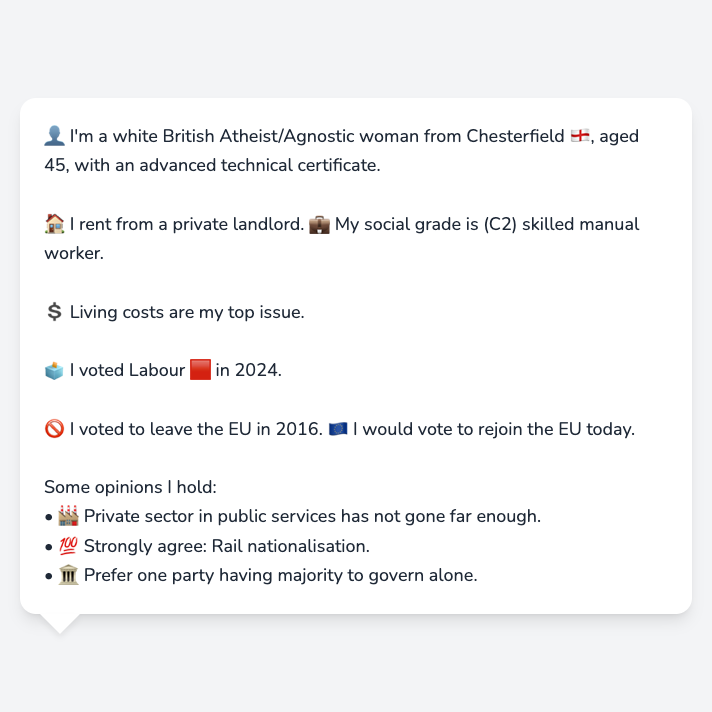 👤 I'm a white British Atheist/Agnostic woman from Chesterfield 🏴󠁧󠁢󠁥󠁮󠁧󠁿, aged
45, with an advanced technical certificate.
🏠 I rent from a private landlord. 💼 My social grade is (C2) skilled manual
worker.
💲 Living costs are my top issue.
🗳️ I voted Labour 🟥 in 2024.
🚫 I voted to leave the EU in 2016. 🇪🇺 I would vote to rejoin the EU today.
Some opinions I hold:
• 🏭 Private sector in public services has not gone far enough.
• 💯 Strongly agree: Rail nationalisation.
• 🏛️ Prefer one party having majority to govern alone.